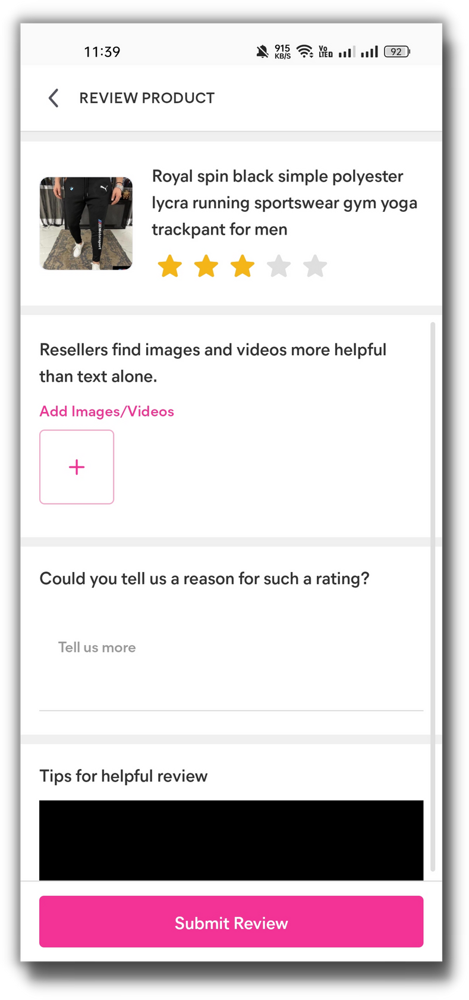 11:39
915
KB/S
Vo
LTED
92
REVIEW PRODUCT
Royal spin black simple polyester
lycra running sportswear gym yoga
trackpant for men
Motorsport
Resellers find images and videos more helpful
than text alone.
Add Images/Videos
+
Could you tell us a reason for such a rating?
Tell us more
Tips for helpful review
Submit Review